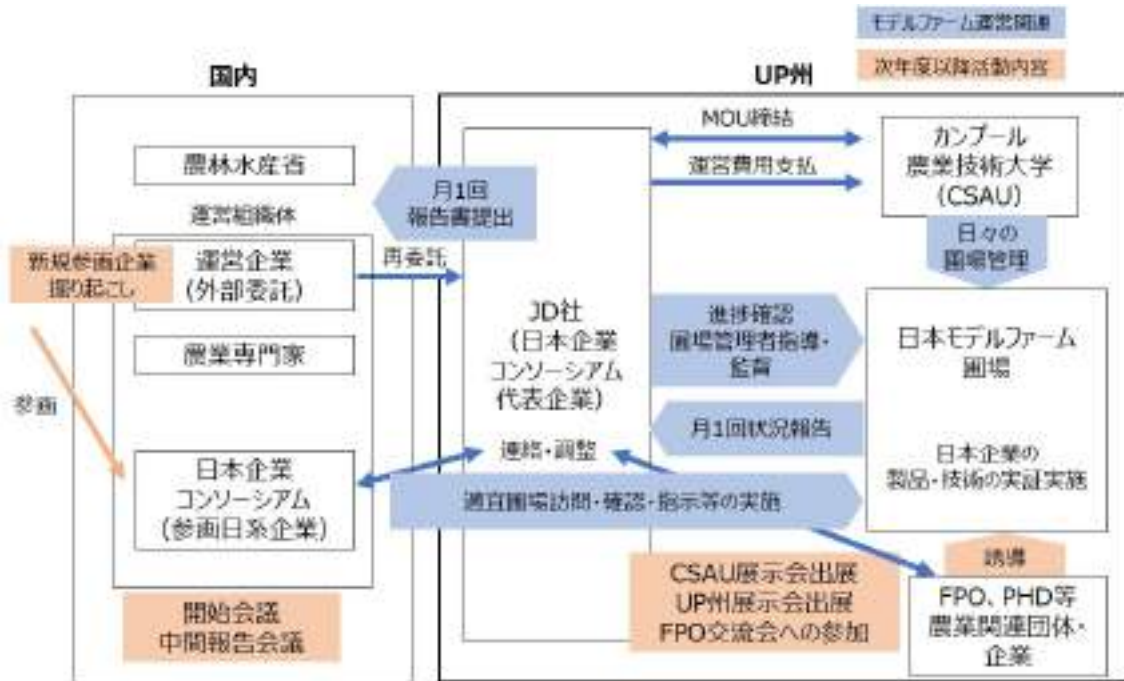 モデルファーム運営関連
次年度以降活動内容
国内
UP州
農林水産省
運営組織体
運営企業
(外部委託)
農業専門家
日本企業
コンソーシアム
(参画日系企業)
新規参画企業
掘り起こし
参画
開始会議
中間報告会議
月1回
報告書提出
再委託
JD社
(日本企業
コンソーシアム
代表企業)
連絡・調整
MOU締結
運営費用支払
カンプール
農業技術大学
(CSAU)
日々の
圃場管理
進捗確認
圃場管理者指導・
監督
月1回状況報告
日本モデルファーム
圃場
日本企業の
製品・技術の実証実施
適宜圃場訪問・確認・指示等の実施
CSAU展示会出展
UP州展示会出展
FPO交流会への参加
誘導
FPO、PHD等
農業関連団体・
企業